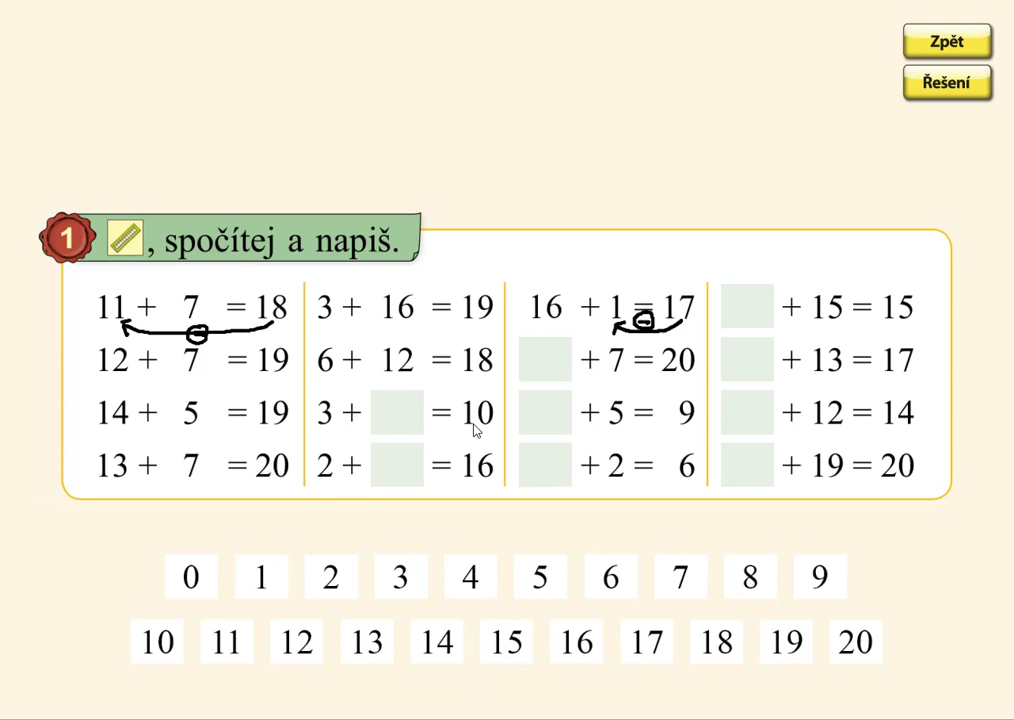 Zpět
Řešení
1 , spočítej a napiš.
11 + 7 = 18 3 + 16 = 19 16 + 1 = 17 + 15 = 15
12 + 7 = 19 6 + 12 = 18 + 7 = 20 + 13 = 17
14 + 5 = 19 3 + = 10 + 5 = 9 + 12 = 14
13 + 7 = 20 2 + = 16 + 2 = 6 + 19 = 20
0 1 2 3 4 5 6 7 8 9
10 11 12 13 14 15 16 17 18 19 20